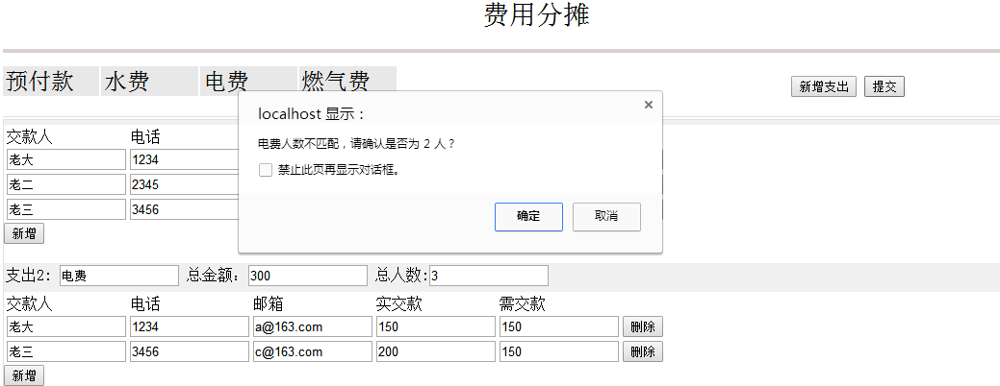 费用分摊
预付款 水费 电费 燃气费 新增支出 提交
localhost 显示：
电费人数不匹配，请确认是否为 2 人？
禁止此页再显示对话框。
确定 取消
交款人 电话
老大 1234
老二 2345
老三 3456
新增
支出2: 电费 总金额: 300 总人数:3
交款人 电话 邮箱 实交款 需交款
老大 1234 a@163.com 150 150 删除
老三 3456 c@163.com 200 150 删除
新增